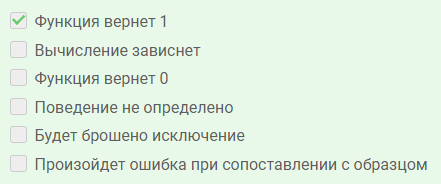 Функция вернет 1
Вычисление зависнет
Функция вернет 0
Поведение не определено
Будет брошено исключение
Произойдет ошибка при сопоставлении с образцом